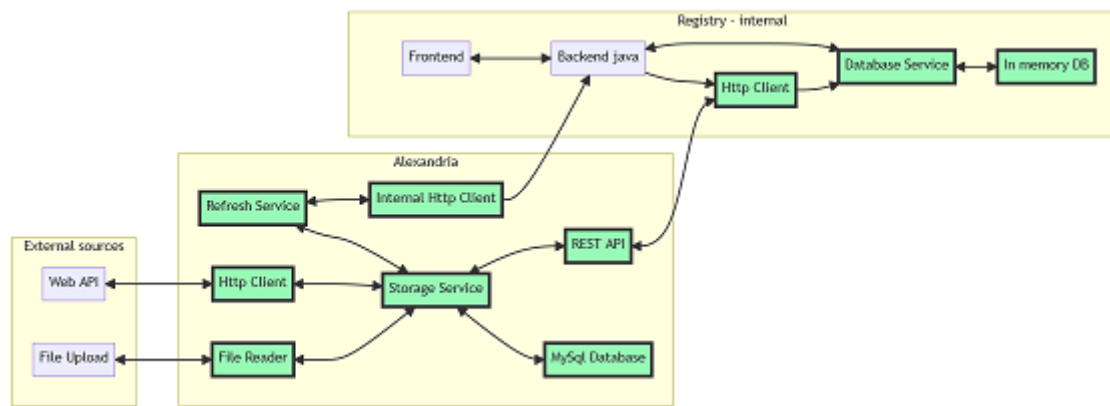 Registry - internal
Frontend
Backend java
Database Service
In memory DB
Http Client
Alexandria
Refresh Service
Internal Http Client
REST API
External sources
Web API
Http Client
Storage Service
File Upload
File Reader
MySql Database